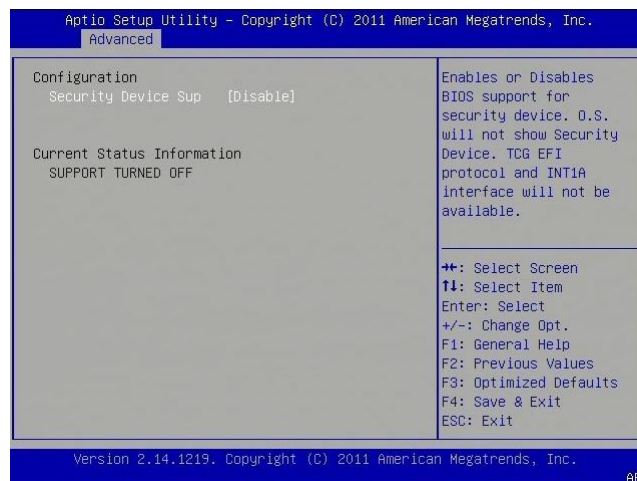 Aptio Setup Utility – Copyright (C) 2011 American Megatrends, Inc.
Advanced
Configuration
Security Device Sup [Disable]
Current Status Information
SUPPORT TURNED OFF
Enables or Disables
BIOS support for
security device. O.S.
will not show Security
Device. TCG EFI
protocol and INT1A
interface will not be
available.
→←: Select Screen
↑↓: Select Item
Enter: Select
+/-: Change Opt.
F1: General Help
F2: Previous Values
F3: Optimized Defaults
F4: Save & Exit
ESC: Exit
Version 2.14.1219. Copyright (C) 2011 American Megatrends, Inc.